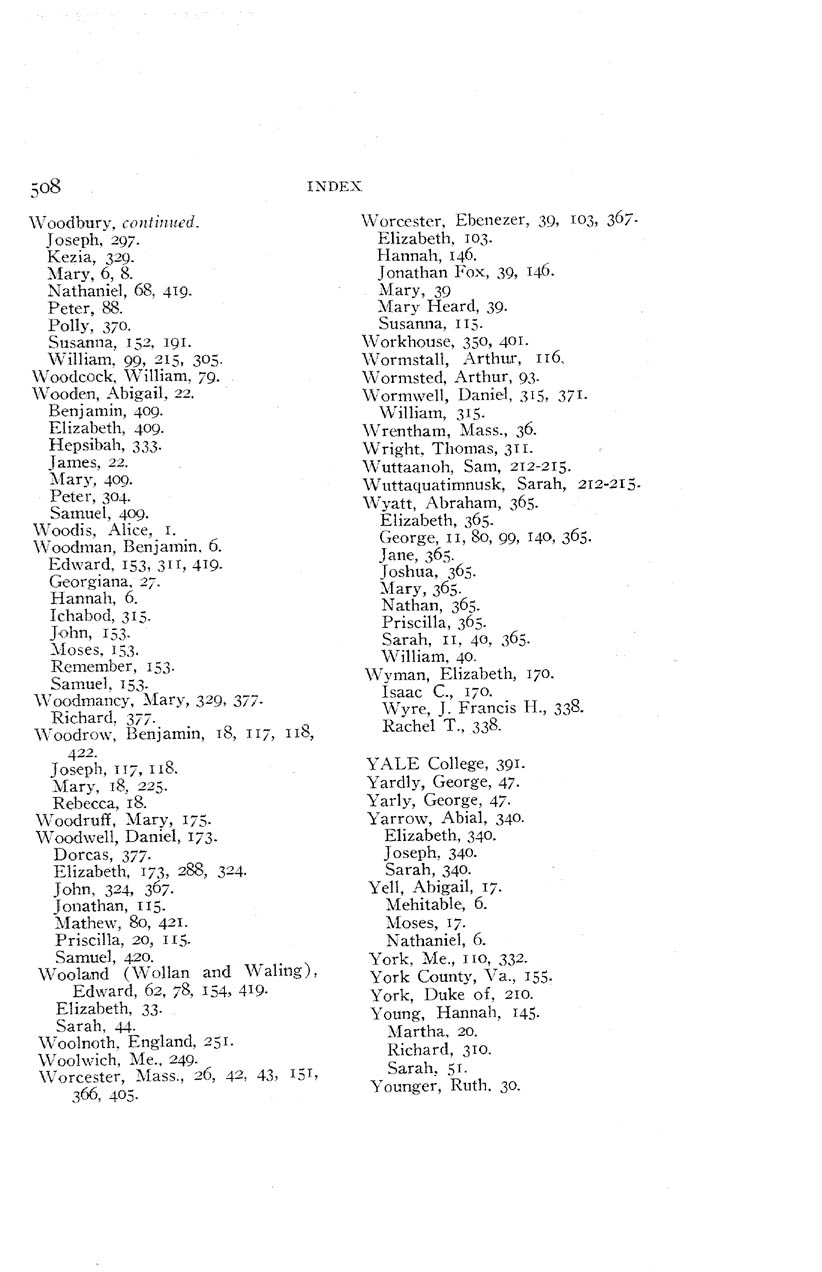 508
INDEX
Woodbury, continued.
Joseph, 297.
Kezia, 329.
Mary, 6, 8.
Nathaniel, 68, 419.
Peter, 88.
Polly, 370.
Susanna, 152, 191.
William, 99, 215, 305.
Woodcock, William, 79.
Wooden, Abigail, 22.
Benjamin, 409.
Elizabeth, 409.
Hepsibah, 333.
James, 22.
Mary, 409.
Peter, 304.
Samuel, 409.
Woodis, Alice, 1.
Woodman, Benjamin, 6.
Edward, 153, 311, 419.
Georgiana, 27.
Hannah, 6.
Ichabod, 315.
John, 153.
Moses, 153.
Remember, 153.
Samuel, 153.
Woodmancy, Mary, 329, 377.
Richard, 377.
Woodrow, Benjamin, 18, 117, 118,
422.
Joseph, 117, 118.
Mary, 18, 225.
Rebecca, 18.
Woodruff, Mary, 175.
Woodwell, Daniel, 173.
Dorcas, 377.
Elizabeth, 173, 288, 324.
John, 324, 367.
Jonathan, 115.
Mathew, 80, 421.
Priscilla, 20, 115.
Samuel, 420.
Wooland (Wollan and Waling),
Edward, 62, 78, 154, 419.
Elizabeth, 33.
Sarah, 44.
Woolnoth, England, 251.
Woolwich, Me., 249.
Worcester, Mass., 26, 42, 43, 151,
366, 405.
Worcester, Ebenezer, 39, 103, 367.
Elizabeth, 103.
Hannah, 146.
Jonathan Fox, 39, 146.
Mary, 39
Mary Heard, 39.
Susanna, 115.
Workhouse, 350, 401.
Wormstall, Arthur, 116.
Wormsted, Arthur, 93.
Wormwell, Daniel, 315, 371.
William, 315.
Wrentham, Mass., 36.
Wright, Thomas, 311.
Wuttaanoh, Sam, 212-215.
Wuttaquatimnusk, Sarah, 212-215.
Wyatt, Abraham, 365.
Elizabeth, 365.
George, 11, 80, 99, 140, 365.
Jane, 365.
Joshua, 365.
Mary, 365.
Nathan, 365.
Priscilla, 365.
Sarah, 11, 40, 365.
William, 40.
Wyman, Elizabeth, 170.
Isaac C., 170.
Wyre, J. Francis H., 338.
Rachel T., 338.
YALE College, 391.
Yardly, George, 47.
Yarly, George, 47.
Yarrow, Abial, 340.
Elizabeth, 340.
Joseph, 340.
Sarah, 340.
Yell, Abigail, 17.
Mehitable, 6.
Moses, 17.
Nathaniel, 6.
York, Me., 110, 332.
York County, Va., 155.
York, Duke of, 210.
Young, Hannah, 145.
Martha, 20.
Richard, 310.
Sarah, 51.
Younger, Ruth, 30.